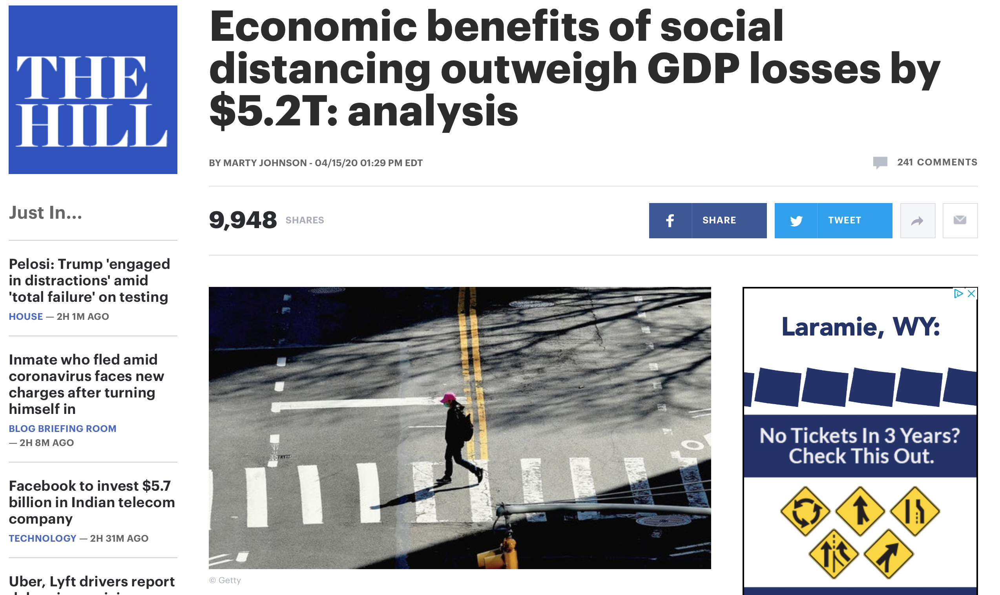 THE
HILL
Economic benefits of social
distancing outweigh GDP losses by
$5.2T: analysis
BY MARTY JOHNSON - 04/15/20 01:29 PM EDT
241 COMMENTS
9,948 SHARES
SHARE
TWEET
Just In...
Pelosi: Trump 'engaged
in distractions' amid
'total failure' on testing
HOUSE — 2H 1M AGO
Inmate who fled amid
coronavirus faces new
charges after turning
himself in
BLOG BRIEFING ROOM
— 2H 8M AGO
Facebook to invest $5.7
billion in Indian telecom
company
TECHNOLOGY — 2H 31M AGO
Uber, Lyft drivers report
© Getty
Laramie, WY:
No Tickets In 3 Years?
Check This Out.